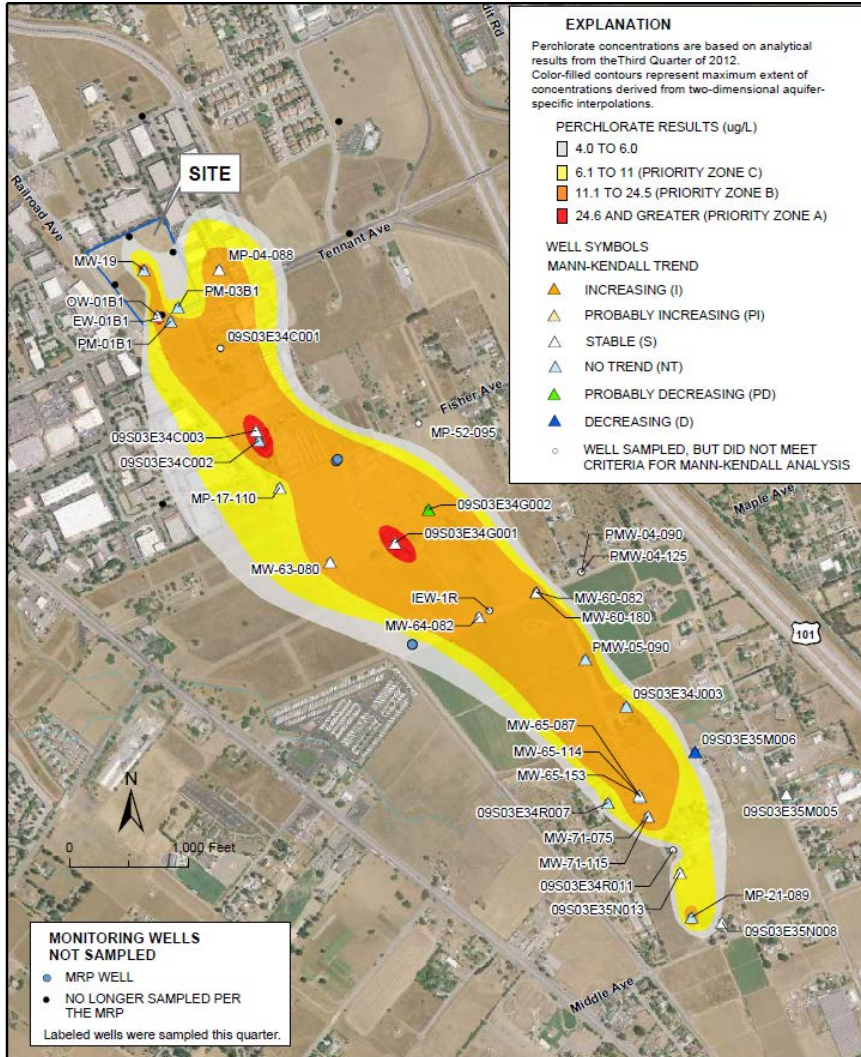 EXPLANATION
Perchlorate concentrations are based on analytical
results from theThird Quarter of 2012.
Color-filled contours represent maximum extent of
concentrations derived from two-dimensional aquifer-
specific interpolations.
PERCHLORATE RESULTS (ug/L)
4.0 TO 6.0
6.1 TO 11 (PRIORITY ZONE C)
11.1 TO 24.5 (PRIORITY ZONE B)
24.6 AND GREATER (PRIORITY ZONE A)
WELL SYMBOLS
MANN-KENDALL TREND
INCREASING (I)
PROBABLY INCREASING (PI)
STABLE (S)
NO TREND (NT)
PROBABLY DECREASING (PD)
DECREASING (D)
WELL SAMPLED, BUT DID NOT MEET
CRITERIA FOR MANN-KENDALL ANALYSIS
Rd
SITE
Railroad Ave
Tennant Ave
MW-19
MP-04-088
PM-03B1
OW-01B1
EW-01B1
PM-01B1
09S03E34C001
Fisher Ave
MP-52-095
09S03E34C003
09S03E34C002
MP-17-110
09S03E34G002
Maple Ave
09S03E34G001
PMW-04-090
PMW-04-125
MW-63-080
IEW-1R
MW-60-082
MW-60-180
MW-64-082
101
PMW-05-090
09S03E34J003
MW-65-087
MW-65-114
MW-65-153
09S03E35M006
09S03E35M005
09S03E34R007
MW-71-075
MW-71-115
09S03E34R011
09S03E35N013
MP-21-089
09S03E35N008
Middle Ave
N
0 1,000 Feet
MONITORING WELLS
NOT SAMPLED
MRP WELL
NO LONGER SAMPLED PER
THE MRP
Labeled wells were sampled this quarter.